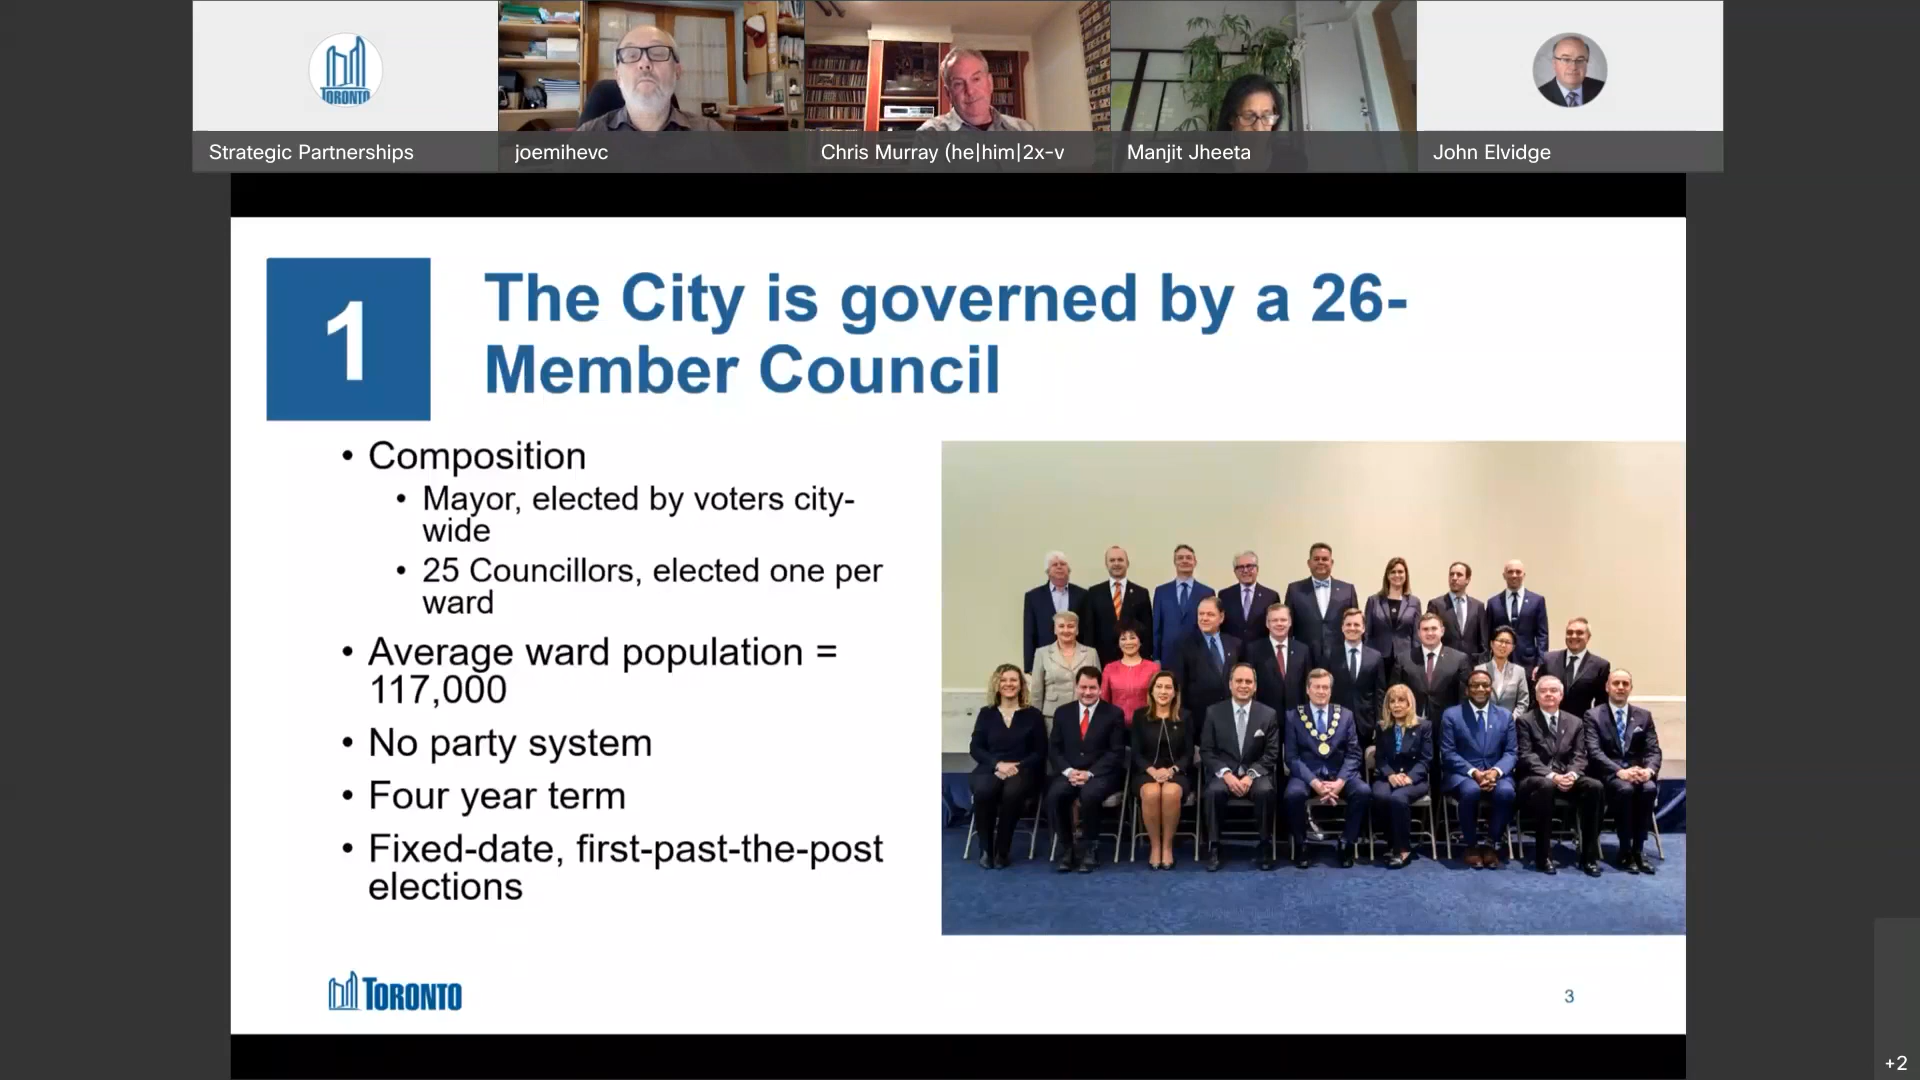 TORONTO
Strategic Partnerships
joemihevc
Chris Murray (he|him|2x-v
Manjit Jheeta
John Elvidge
1
The City is governed by a 26-
Member Council
• Composition
• Mayor, elected by voters city-
wide
• 25 Councillors, elected one per
ward
• Average ward population =
117,000
• No party system
• Four year term
• Fixed-date, first-past-the-post
elections
TORONTO
3
+2